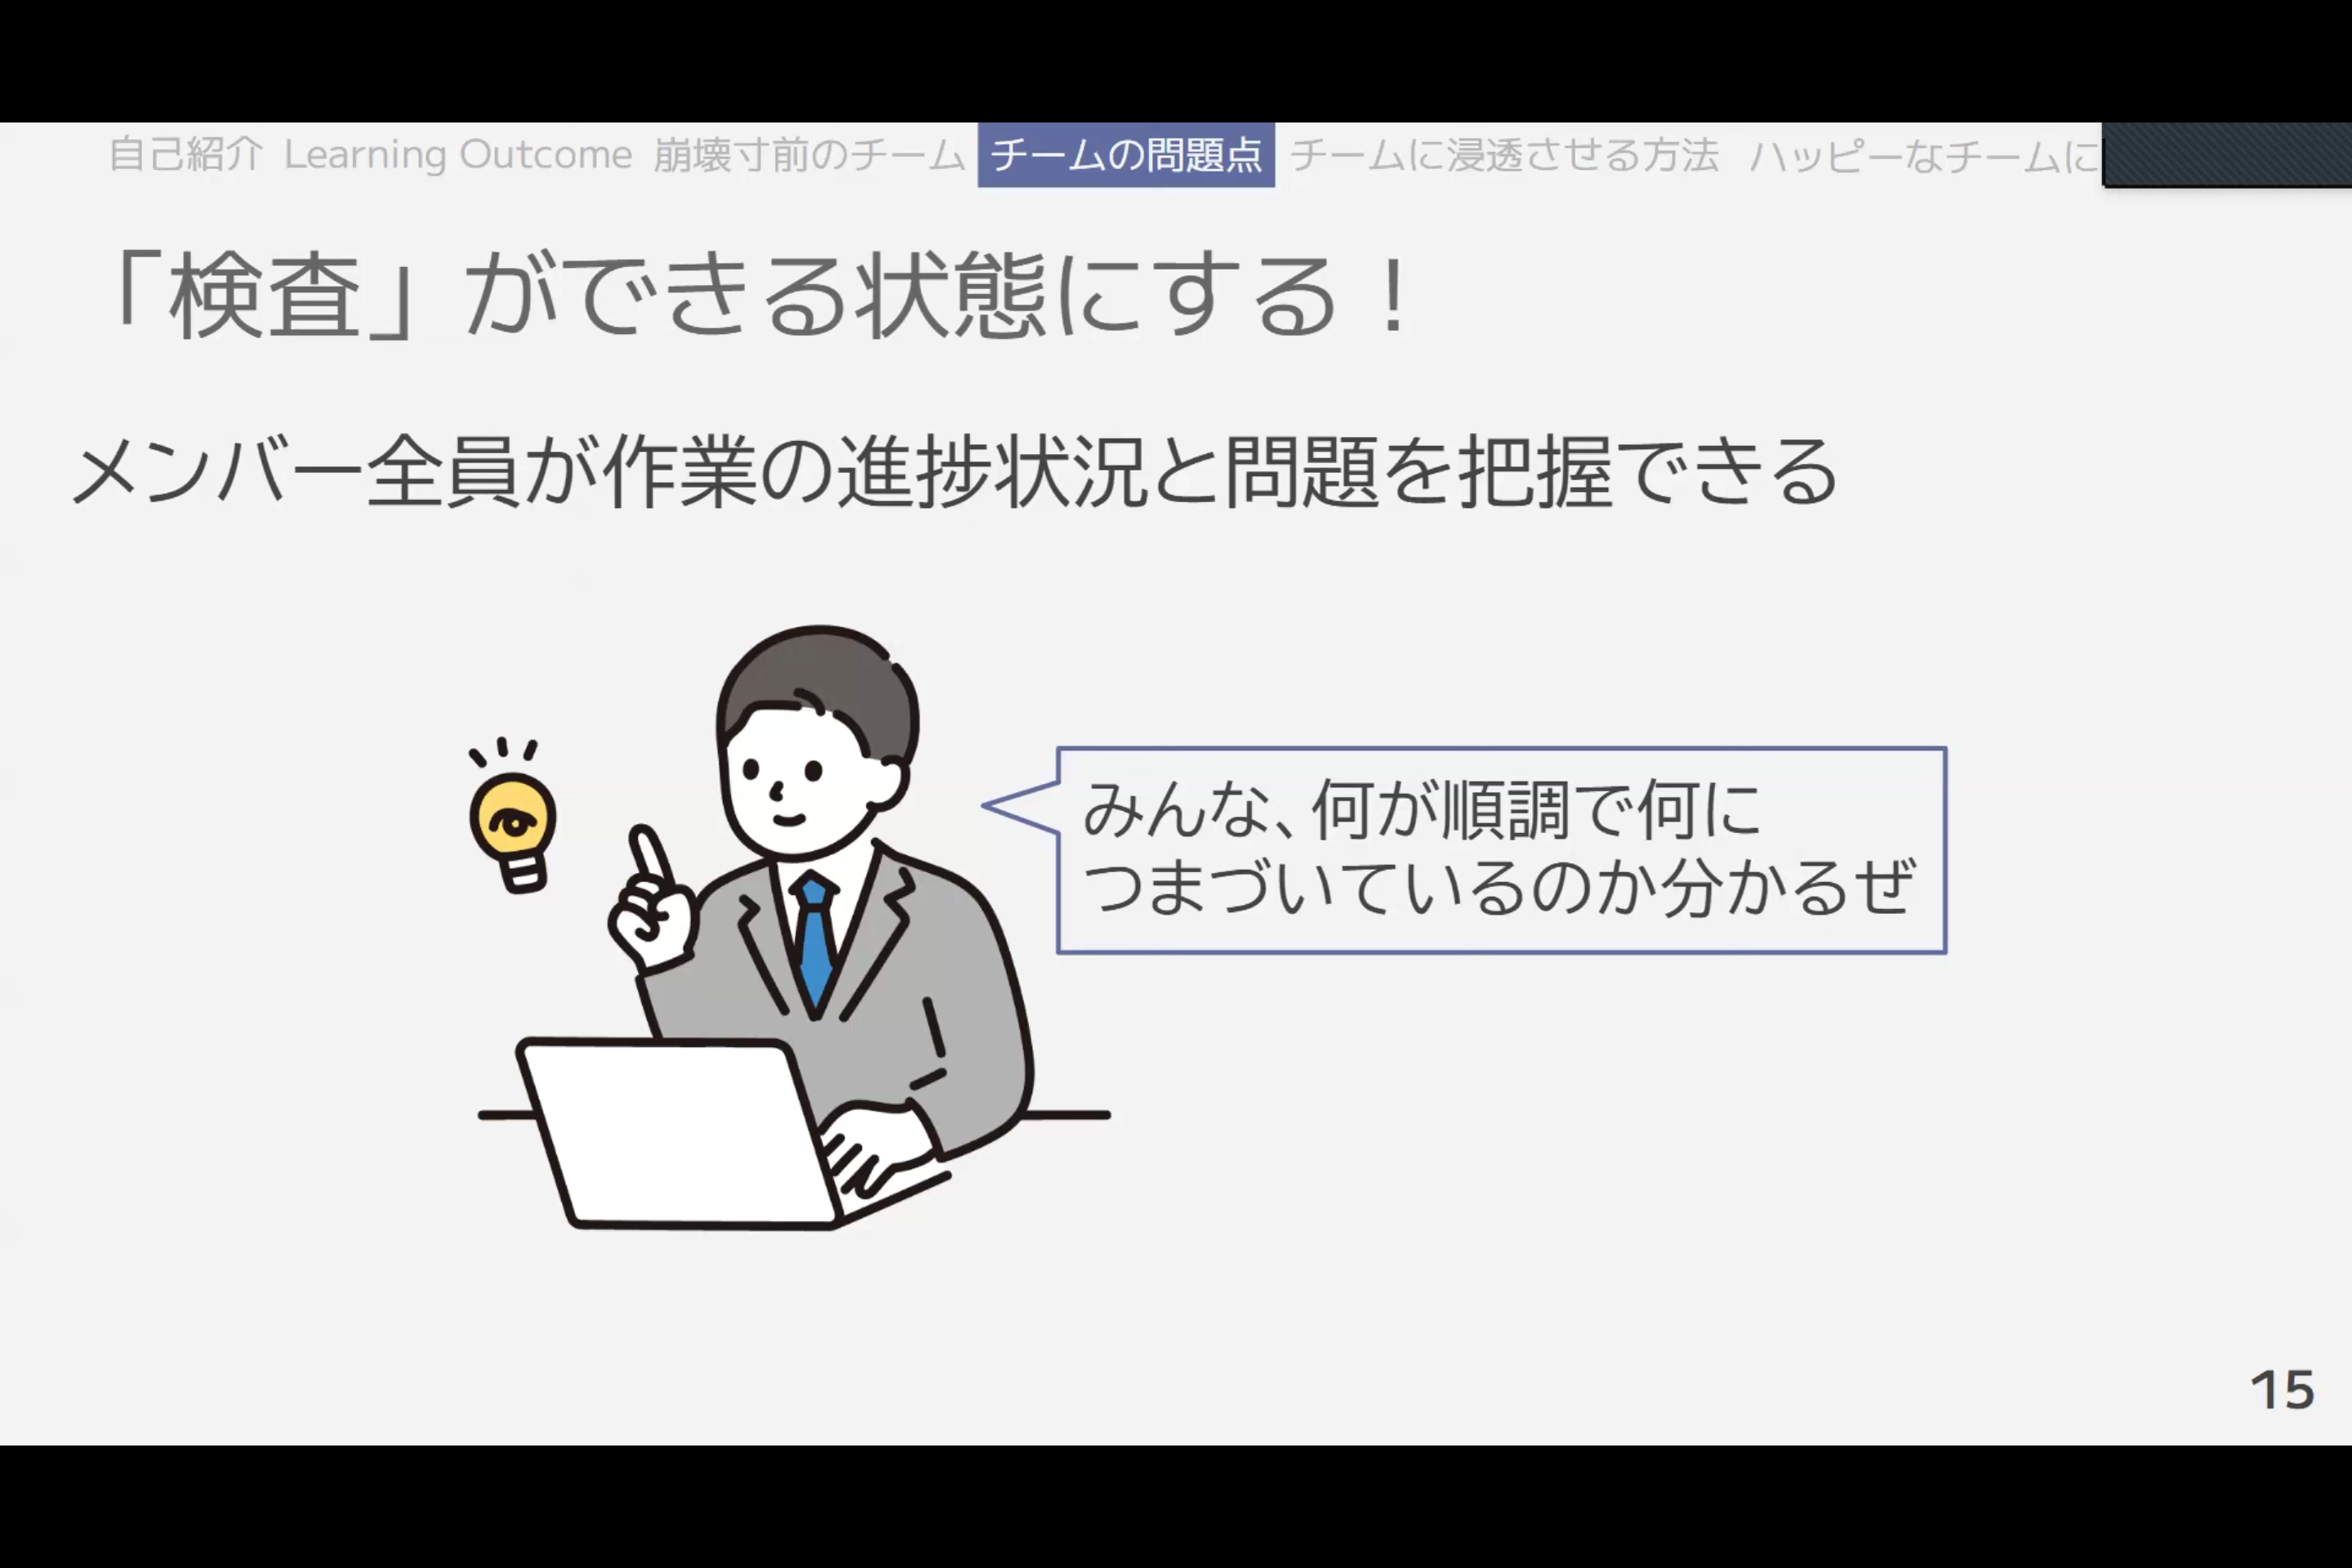 自己紹介 Learning Outcome 崩壊寸前のチーム チームの問題点 チームに浸透させる方法 ハッピーなチームに
「検査」ができる状態にする！
メンバー全員が作業の進捗状況と問題を把握できる
みんな、何が順調で何に
つまづいているのか分かるぜ
15